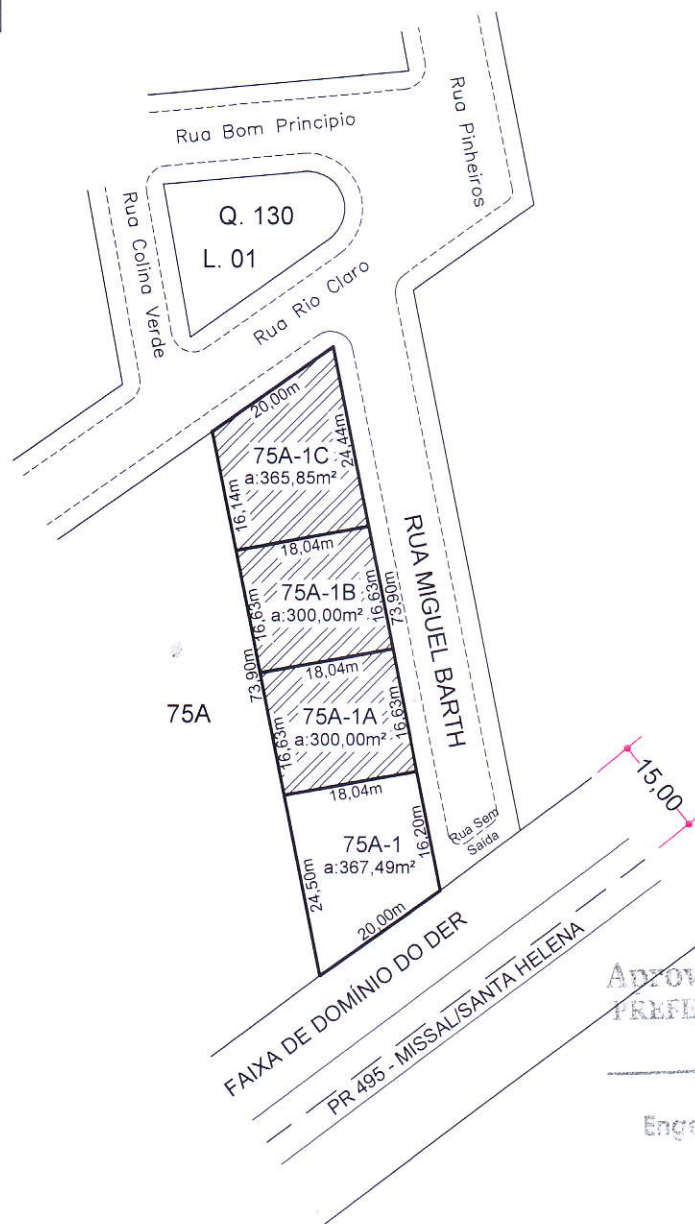 Rua Bom Principio
Rua Pinheiros
Rua Colina Verde
Q. 130
L. 01
Rua Rio Claro
20,00m
75A-1C
a:365,85m²
16,14m
24,44m
18,04m
75A-1B
a:300,00m²
16,63m
16,63m
73,90m
73,90m
RUA MIGUEL BARTH
18,04m
75A
75A-1A
a:300,00m²
16,63m
16,63m
18,04m
75A-1
a:367,49m²
24,50m
16,20m
20,00m
Rua Sem
Saída
15,00
FAIXA DE DOMÍNIO DO DER
PR 495 - MISSAL/SANTA HELENA
Aprov
PREFE
Enge